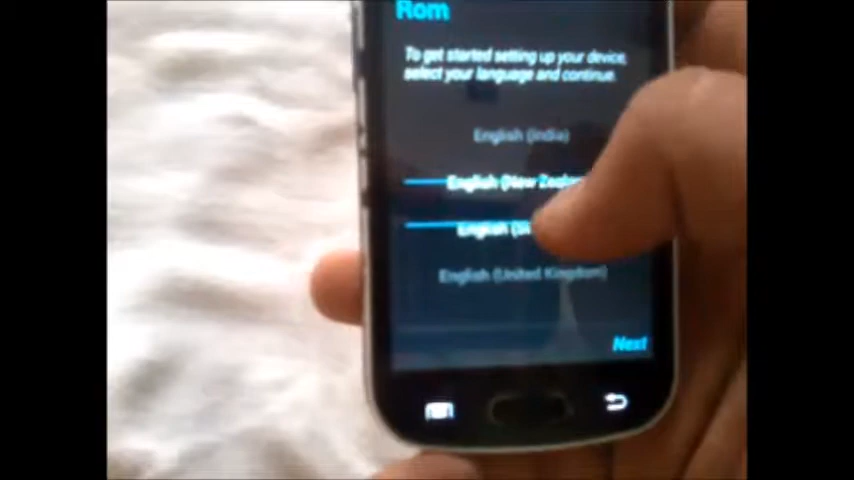 Rom
To get started setting up your device,
select your language and continue.
English (India)
English (New
English
English (United Kingdom)
Next